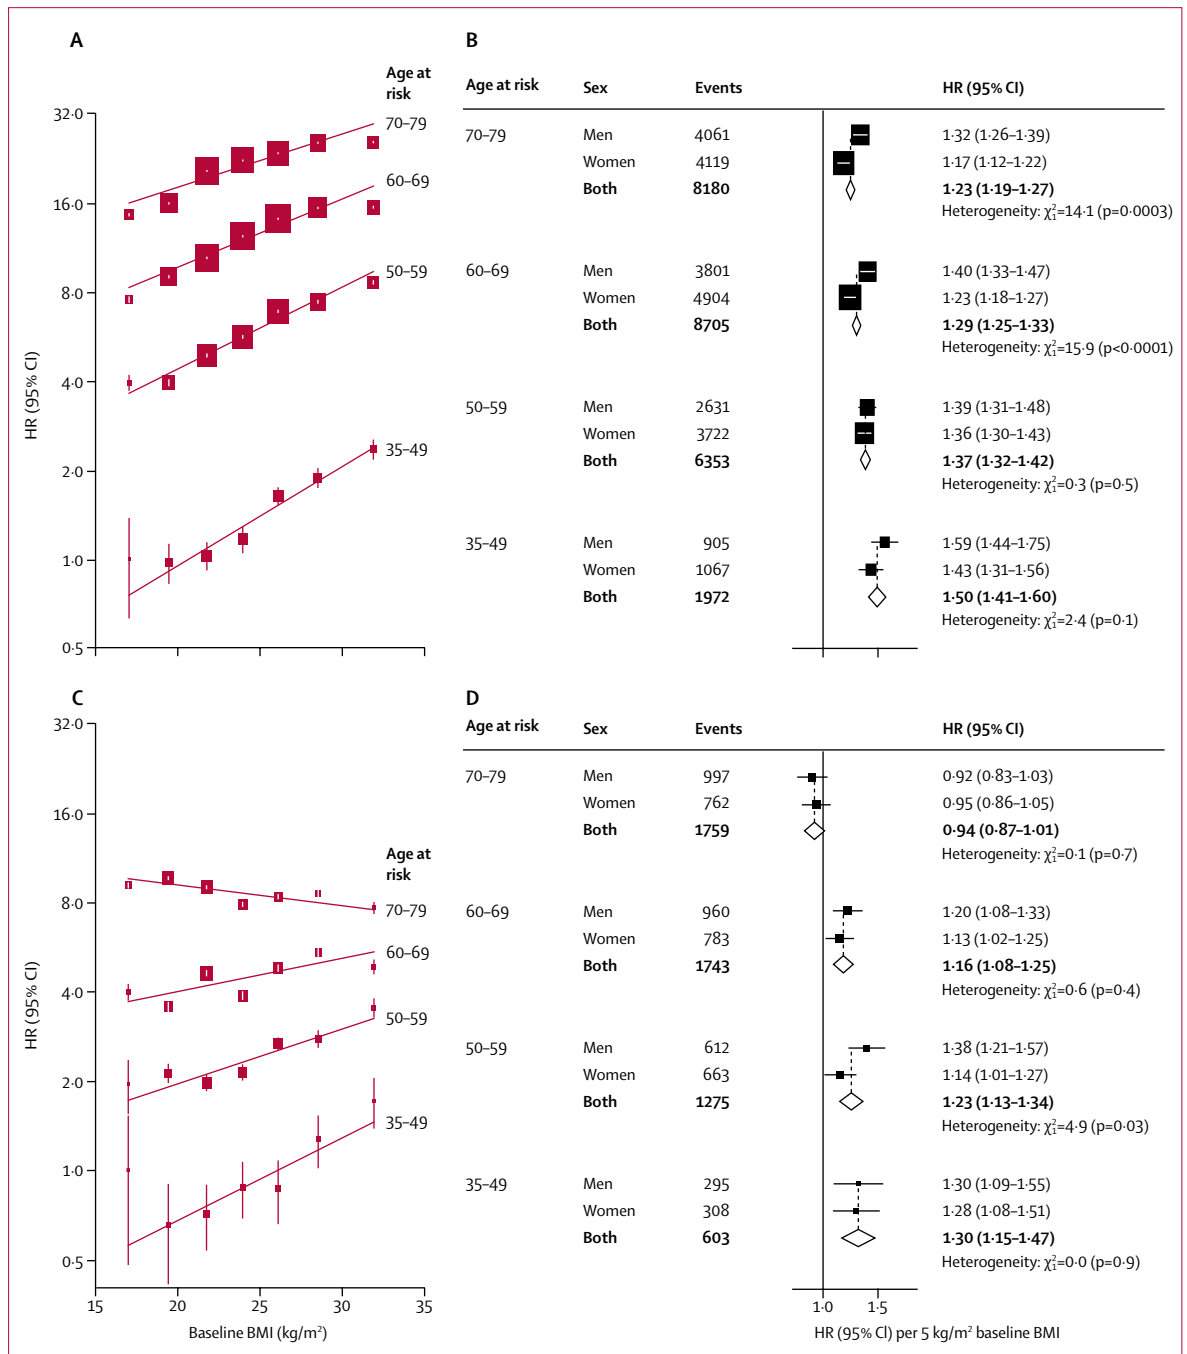 A
B
Age at
risk
32·0
70–79
60–69
16·0
50–59
8·0
4·0
35–49
2·0
1·0
0·5
HR (95% CI)
Age at risk Sex Events HR (95% CI)
70–79 Men 4061 1·32 (1·26–1·39)
Women 4119 1·17 (1·12–1·22)
Both 8180 1·23 (1·19–1·27)
Heterogeneity: χ²₁=14·1 (p=0·0003)
60–69 Men 3801 1·40 (1·33–1·47)
Women 4904 1·23 (1·18–1·27)
Both 8705 1·29 (1·25–1·33)
Heterogeneity: χ²₁=15·9 (p<0·0001)
50–59 Men 2631 1·39 (1·31–1·48)
Women 3722 1·36 (1·30–1·43)
Both 6353 1·37 (1·32–1·42)
Heterogeneity: χ²₁=0·3 (p=0·5)
35–49 Men 905 1·59 (1·44–1·75)
Women 1067 1·43 (1·31–1·56)
Both 1972 1·50 (1·41–1·60)
Heterogeneity: χ²₁=2·4 (p=0·1)
C
D
32·0
16·0
Age at
risk
8·0
70–79
60–69
4·0
50–59
2·0
35–49
1·0
0·5
HR (95% CI)
15 20 25 30 35
Baseline BMI (kg/m²)
Age at risk Sex Events HR (95% CI)
70–79 Men 997 0·92 (0·83–1·03)
Women 762 0·95 (0·86–1·05)
Both 1759 0·94 (0·87–1·01)
Heterogeneity: χ²₁=0·1 (p=0·7)
60–69 Men 960 1·20 (1·08–1·33)
Women 783 1·13 (1·02–1·25)
Both 1743 1·16 (1·08–1·25)
Heterogeneity: χ²₁=0·6 (p=0·4)
50–59 Men 612 1·38 (1·21–1·57)
Women 663 1·14 (1·01–1·27)
Both 1275 1·23 (1·13–1·34)
Heterogeneity: χ²₁=4·9 (p=0·03)
35–49 Men 295 1·30 (1·09–1·55)
Women 308 1·28 (1·08–1·51)
Both 603 1·30 (1·15–1·47)
Heterogeneity: χ²₁=0·0 (p=0·9)
1·0 1·5
HR (95% CI) per 5 kg/m² baseline BMI